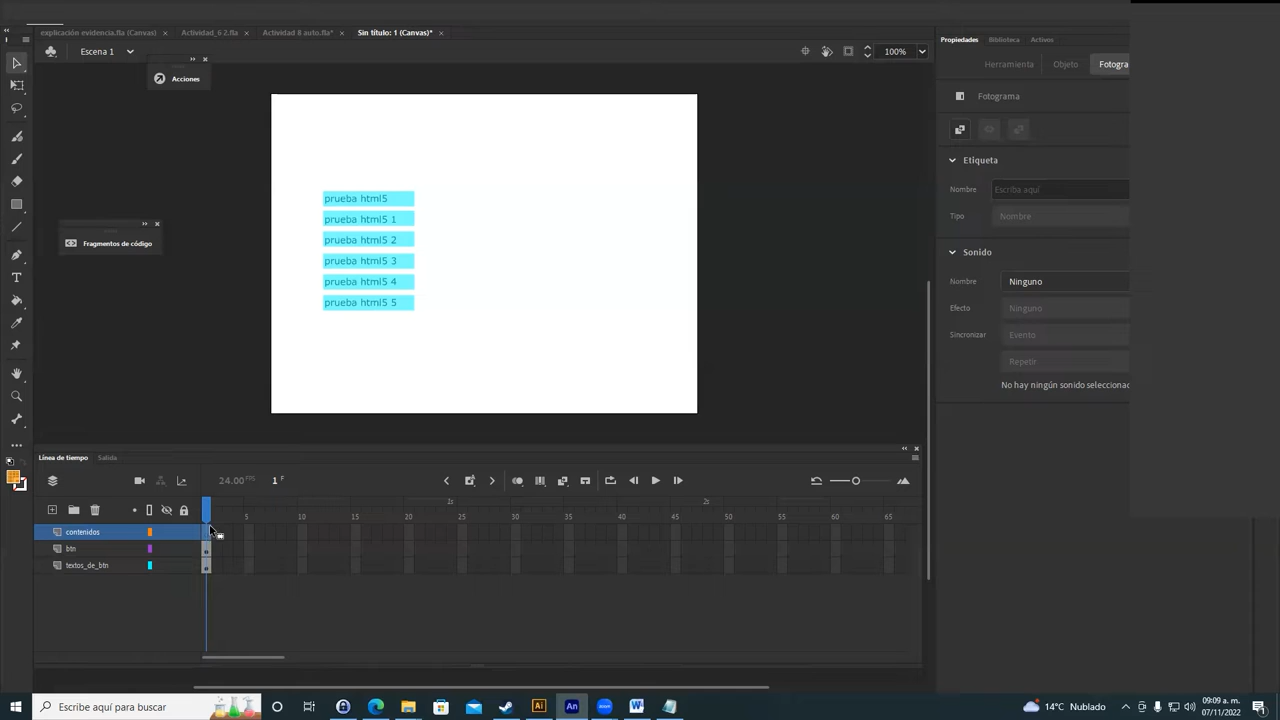 explicación evidencia.fla (Canvas) × Actividad_6 2.fla × Actividad 8 auto.fla* × Sin título: 1 (Canvas)* ×
Propiedades Biblioteca Activos
Escena 1
100%
Herramienta Objeto Fotogra
Acciones
Fotograma
Etiqueta
Nombre Escriba aquí
Tipo Nombre
Fragmentos de código
Sonido
Nombre Ninguno
Efecto Ninguno
Sincronizar Evento
Repetir
No hay ningún sonido seleccionad
prueba html5
prueba html5 1
prueba html5 2
prueba html5 3
prueba html5 4
prueba html5 5
Línea de tiempo Salida
24.00 FPS 1 F
1s 2s
5 10 15 20 25 30 35 40 45 50 55 60 65
contenidos
btn
textos_de_btn
Escribe aquí para buscar
14°C Nublado
09:09 a. m.
07/11/2022